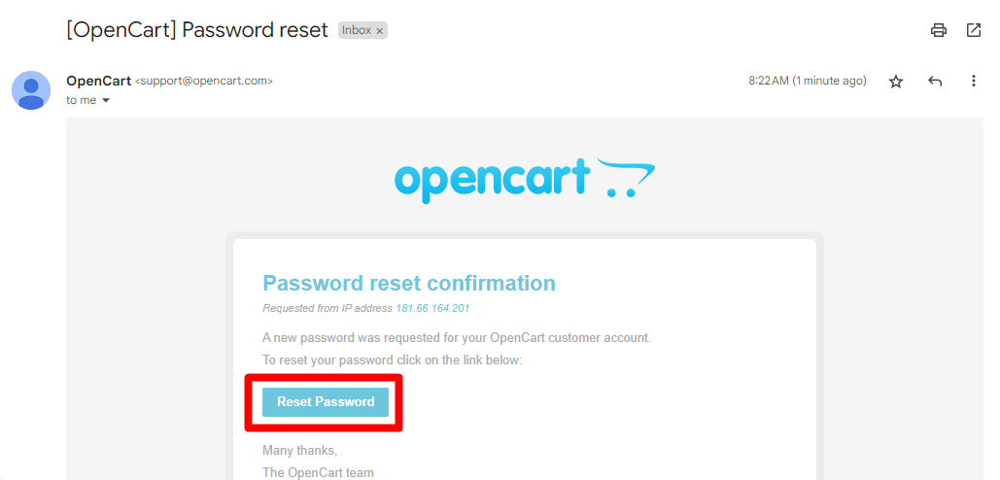 [OpenCart] Password reset Inbox ×
OpenCart <support@opencart.com> 8:22AM (1 minute ago)
to me
opencart
Password reset confirmation
Requested from IP address 181.66.164.201
A new password was requested for your OpenCart customer account.
To reset your password click on the link below:
Reset Password
Many thanks,
The OpenCart team